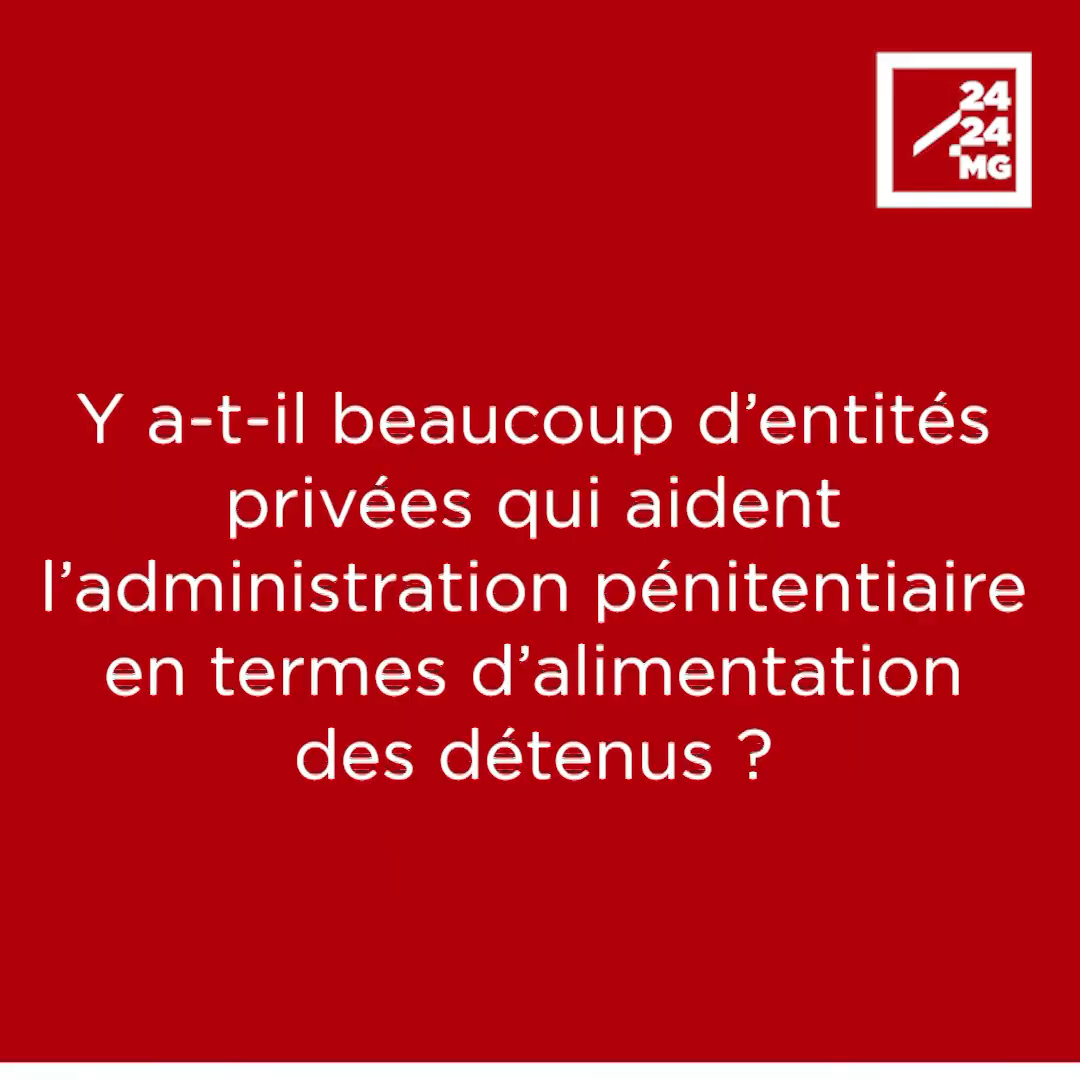 24
24
MG
Y a-t-il beaucoup d’entités
privées qui aident
l’administration pénitentiaire
en termes d’alimentation
des détenus ?